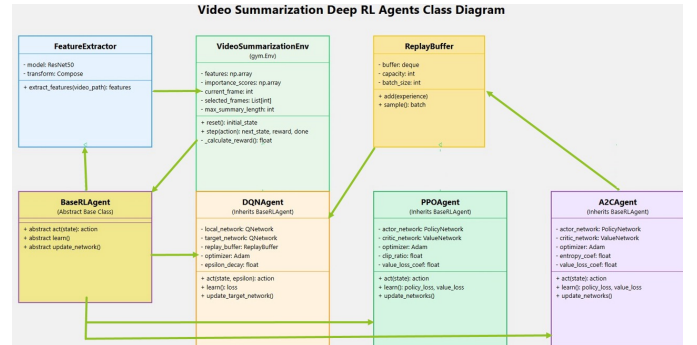 Video Summarization Deep RL Agents Class Diagram
FeatureExtractor
- model: ResNet50
- transform: Compose
+ extract_features(video_path): features
VideoSummarizationEnv
(gym.Env)
- features: np.array
- importance_scores: np.array
- current_frame: int
- selected_frames: List[int]
- max_summary_length: int
+ reset(): initial_state
+ step(action): next_state, reward, done
- _calculate_reward(): float
ReplayBuffer
- buffer: deque
- capacity: int
- batch_size: int
+ add(experience)
+ sample(): batch
BaseRLAgent
(Abstract Base Class)
+ abstract act(state): action
+ abstract learn()
+ abstract update_network()
DQNAgent
(Inherits BaseRLAgent)
- local_network: QNetwork
- target_network: QNetwork
- replay_buffer: ReplayBuffer
- optimizer: Adam
- epsilon_decay: float
+ act(state, epsilon): action
+ learn(): loss
+ update_target_network()
PPOAgent
(Inherits BaseRLAgent)
- actor_network: PolicyNetwork
- critic_network: ValueNetwork
- optimizer: Adam
- clip_ratio: float
- value_loss_coef: float
+ act(state): action
+ learn(): policy_loss, value_loss
+ update_networks()
A2CAgent
(Inherits BaseRLAgent)
- actor_network: PolicyNetwork
- critic_network: ValueNetwork
- optimizer: Adam
- entropy_coef: float
- value_loss_coef: float
+ act(state): action
+ learn(): policy_loss, value_loss
+ update_networks()